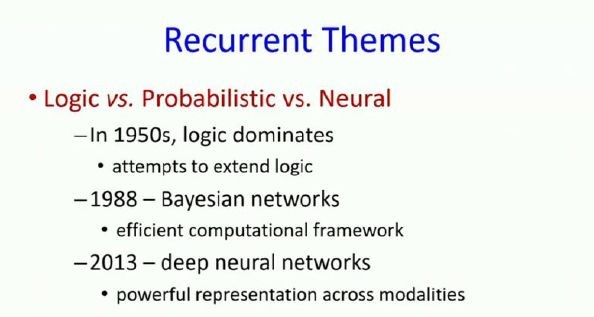 Recurrent Themes
• Logic vs. Probabilistic vs. Neural
–In 1950s, logic dominates
• attempts to extend logic
–1988 – Bayesian networks
• efficient computational framework
–2013 – deep neural networks
• powerful representation across modalities